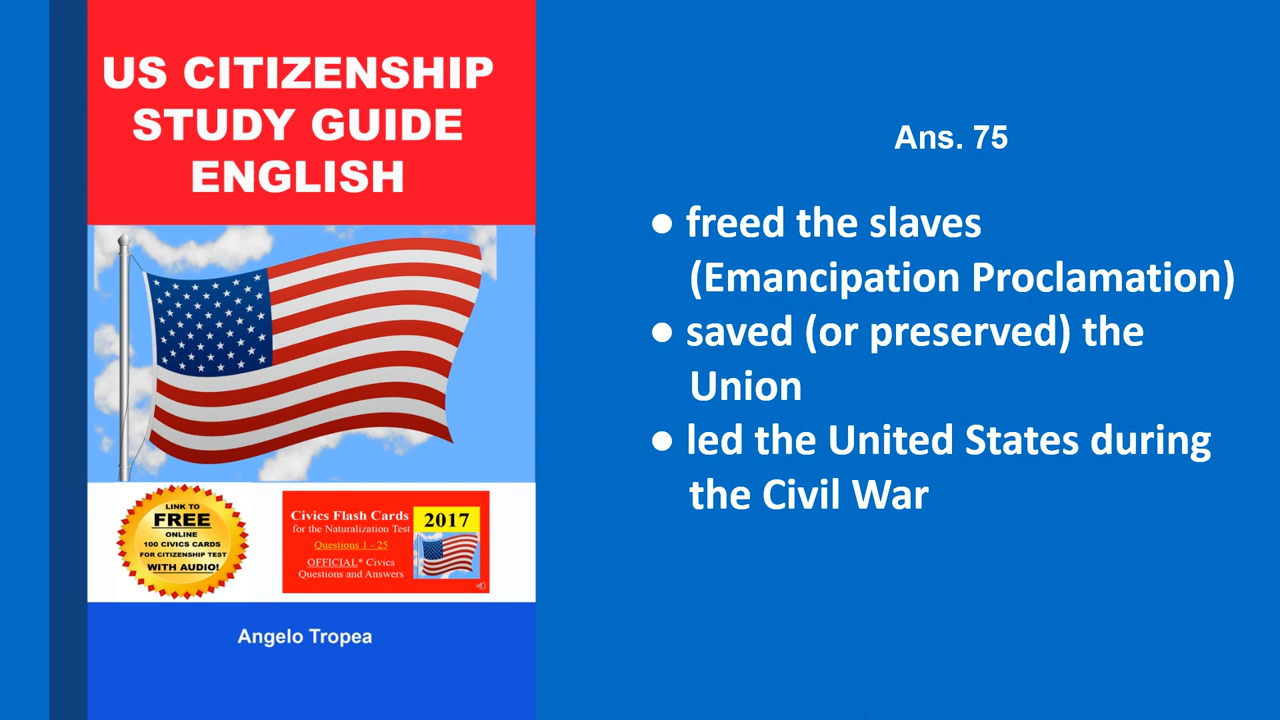 US CITIZENSHIP
STUDY GUIDE
ENGLISH
LINK TO
FREE
ONLINE
100 CIVICS CARDS
FOR CITIZENSHIP TEST
WITH AUDIO!
Civics Flash Cards
for the Naturalization Test
Questions 1 - 25
OFFICIAL* Civics
Questions and Answers
2017
Angelo Tropea
Ans. 75
● freed the slaves
(Emancipation Proclamation)
● saved (or preserved) the
Union
● led the United States during
the Civil War